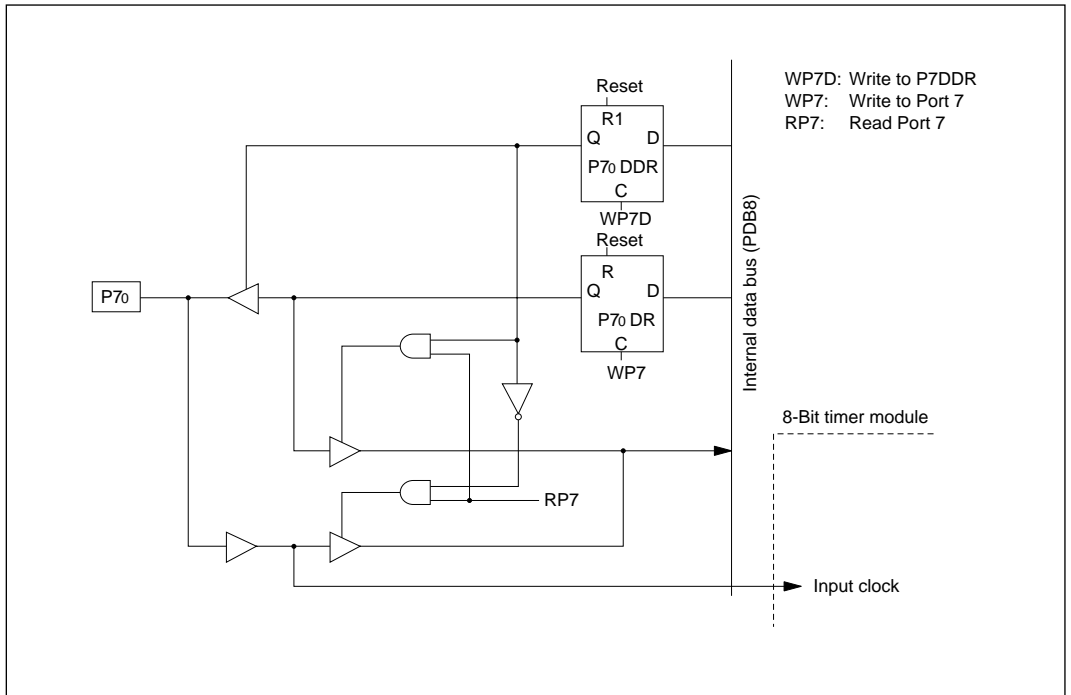 Reset
R1
Q D
P70 DDR
C
WP7D
Reset
R
Q D
P70 DR
C
WP7
P70
RP7
Internal data bus (PDB8)
WP7D: Write to P7DDR
WP7: Write to Port 7
RP7: Read Port 7
8-Bit timer module
Input clock